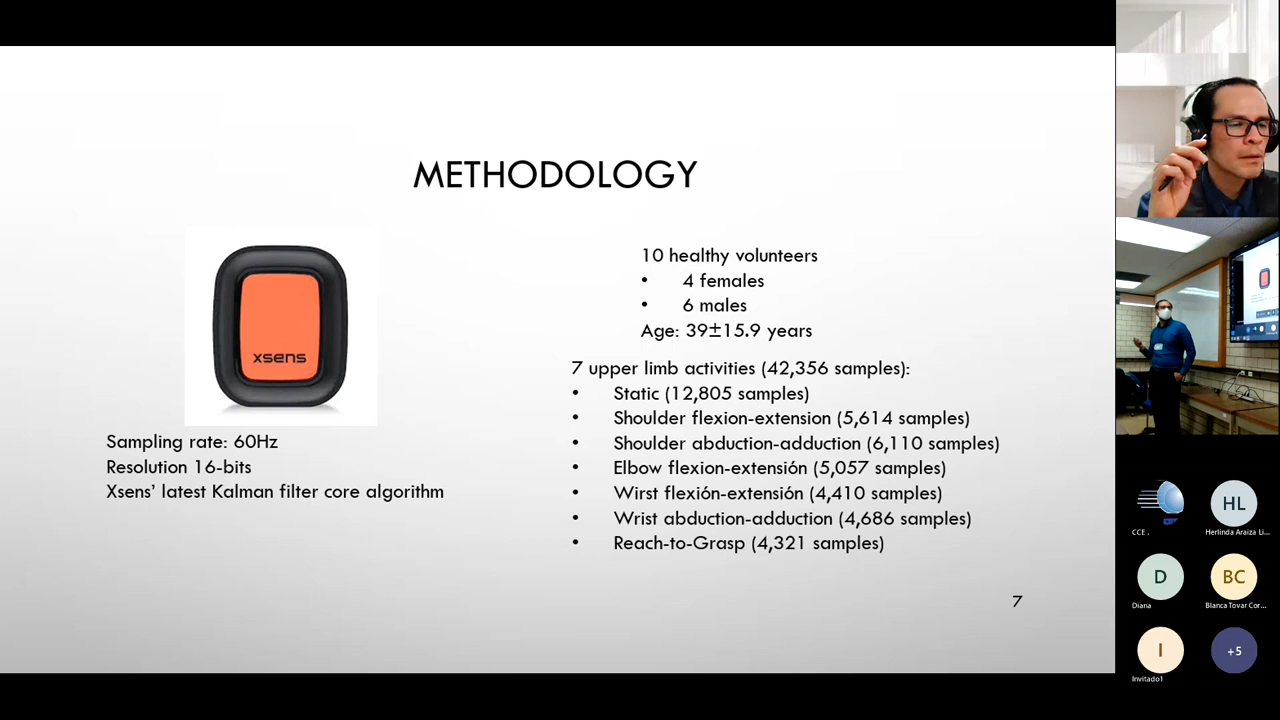 METHODOLOGY
xsens
Sampling rate: 60Hz
Resolution 16-bits
Xsens’ latest Kalman filter core algorithm
10 healthy volunteers
• 4 females
• 6 males
Age: 39±15.9 years
7 upper limb activities (42,356 samples):
• Static (12,805 samples)
• Shoulder flexion-extension (5,614 samples)
• Shoulder abduction-adduction (6,110 samples)
• Elbow flexion-extensión (5,057 samples)
• Wirst flexión-extensión (4,410 samples)
• Wrist abduction-adduction (4,686 samples)
• Reach-to-Grasp (4,321 samples)
7
CCE .
HL
Herlinda Araiza Li...
D
Diana
BC
Blanca Tovar Cor...
I
Invitado1
+5